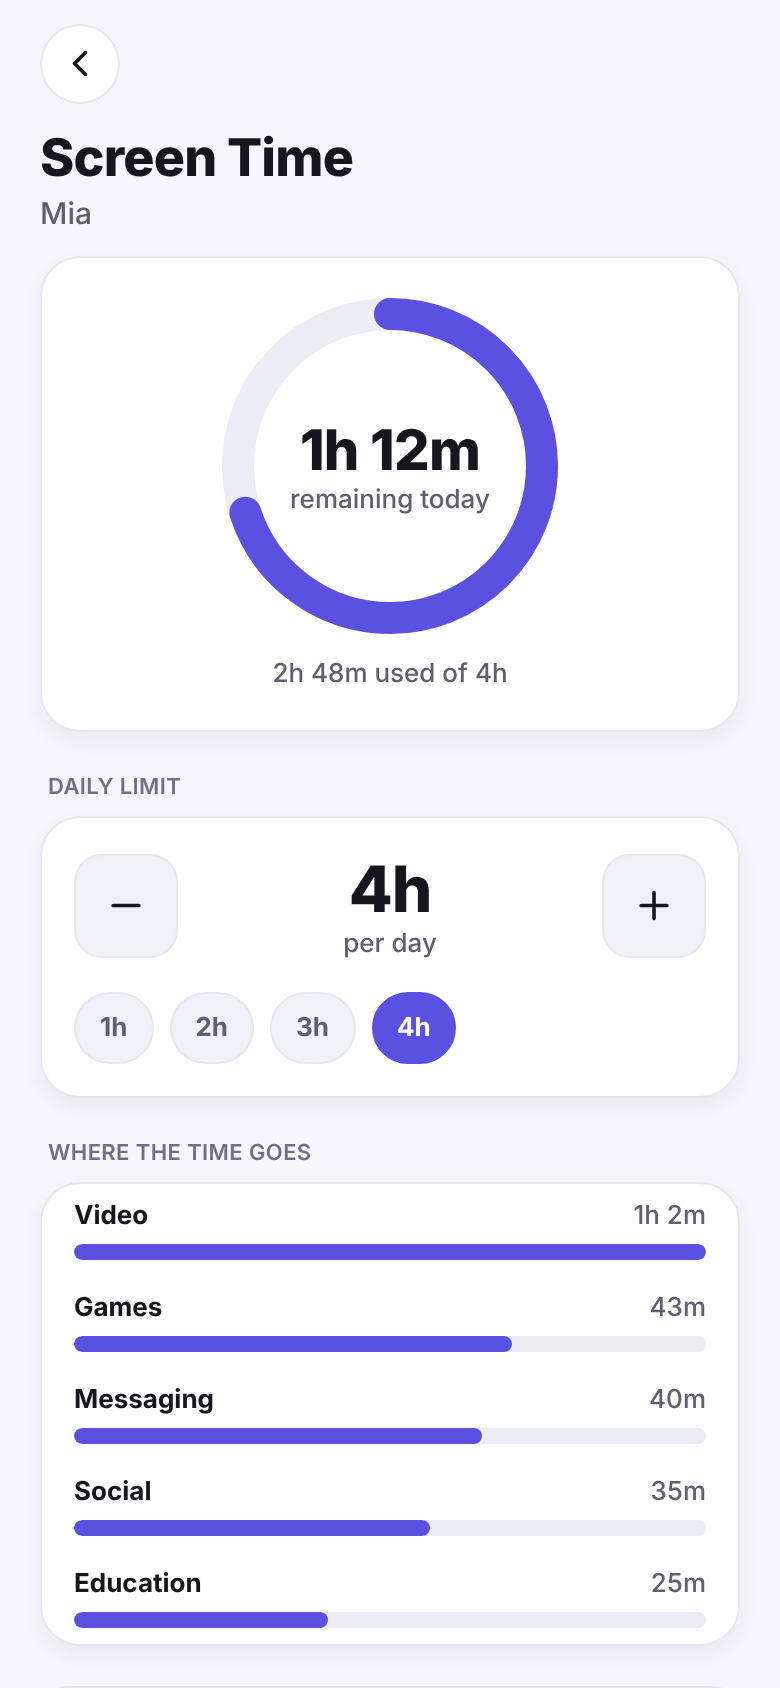 Screen Time
Mia
1h 12m
remaining today
2h 48m used of 4h
DAILY LIMIT
4h
per day
1h 2h 3h 4h
WHERE THE TIME GOES
Video 1h 2m
Games 43m
Messaging 40m
Social 35m
Education 25m